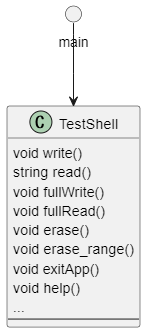 main
C TestShell
void write()
string read()
void fullWrite()
void fullRead()
void erase()
void erase_range()
void exitApp()
void help()
...